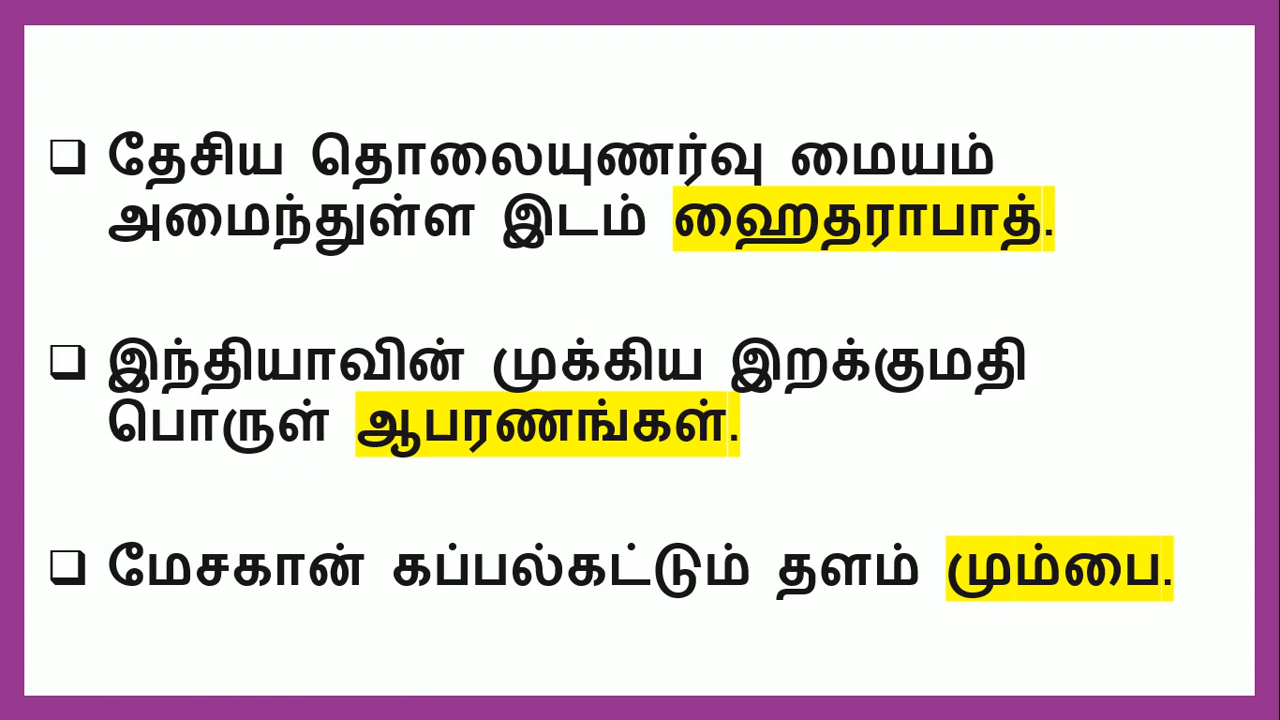 ❑ தேசிய தொலையுணர்வு மையம்
அமைந்துள்ள இடம் ஹைதராபாத்.
❑ இந்தியாவின் முக்கிய இறக்குமதி
பொருள் ஆபரணங்கள்.
❑ மேசகான் கப்பல்கட்டும் தளம் மும்பை.